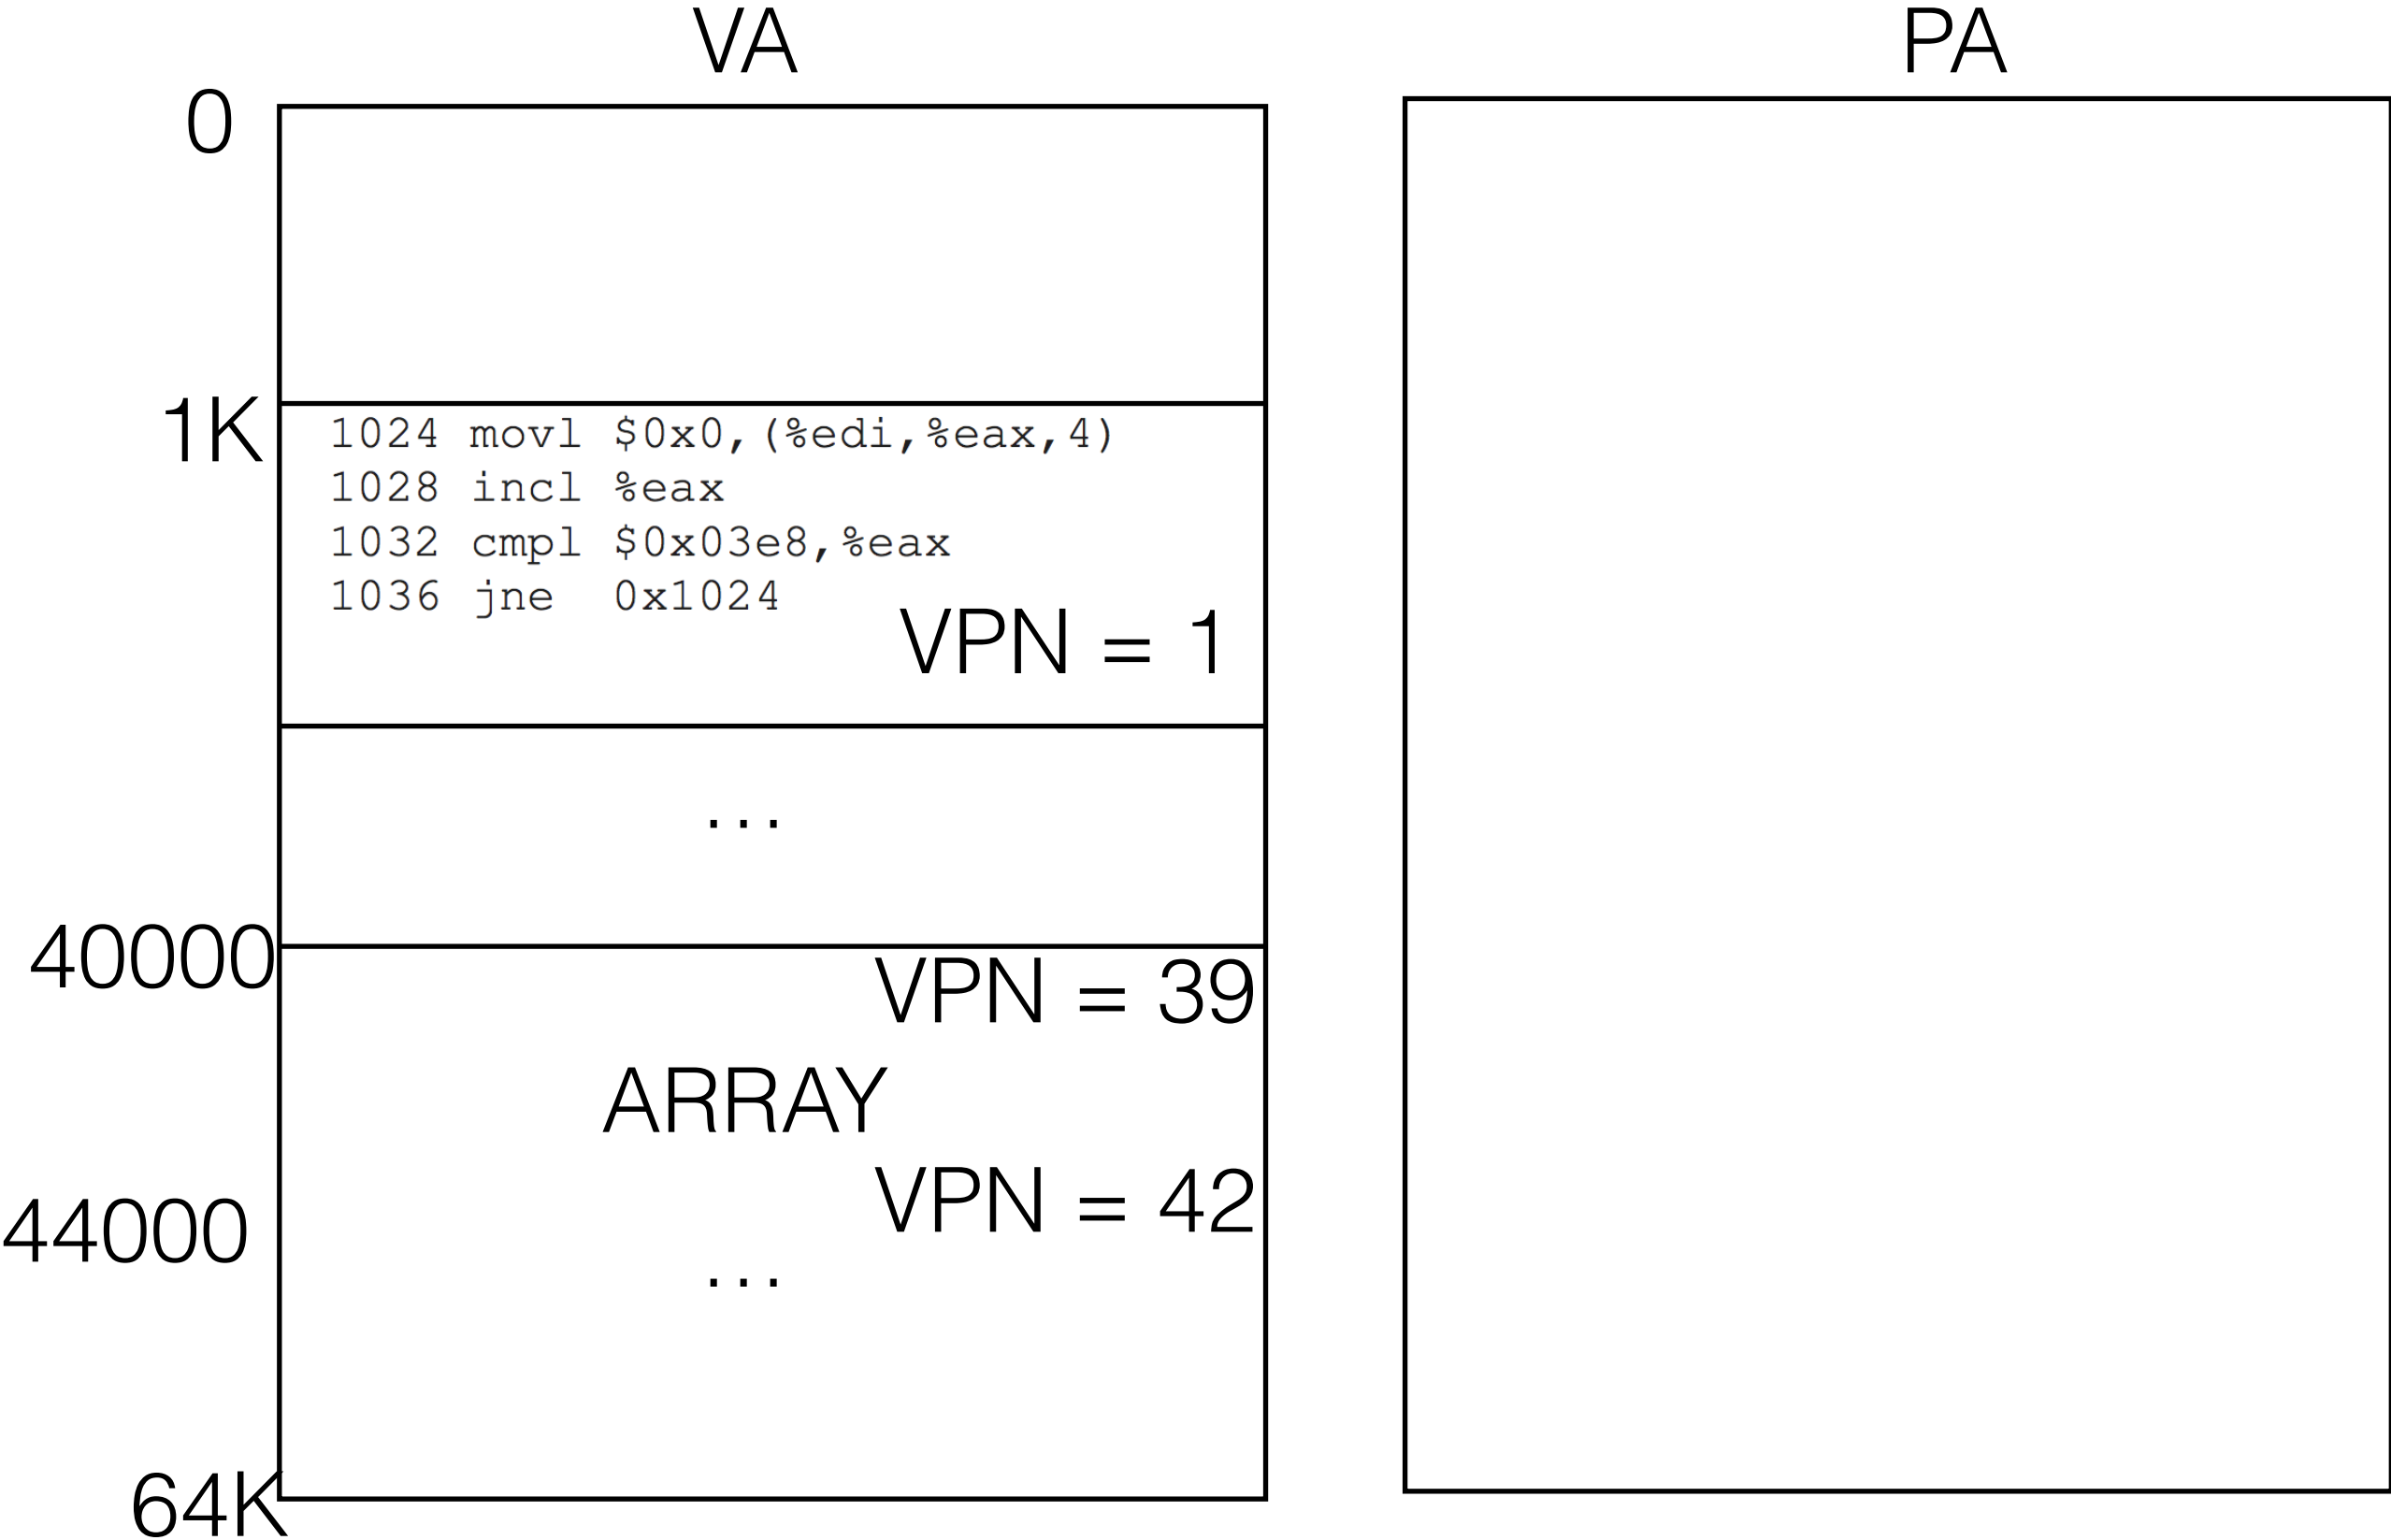 VA
PA
0
1K
1024 movl $0x0,(%edi,%eax,4)
1028 incl %eax
1032 cmpl $0x03e8,%eax
1036 jne 0x1024
VPN = 1
...
40000
VPN = 39
ARRAY
VPN = 42
44000
...
64K